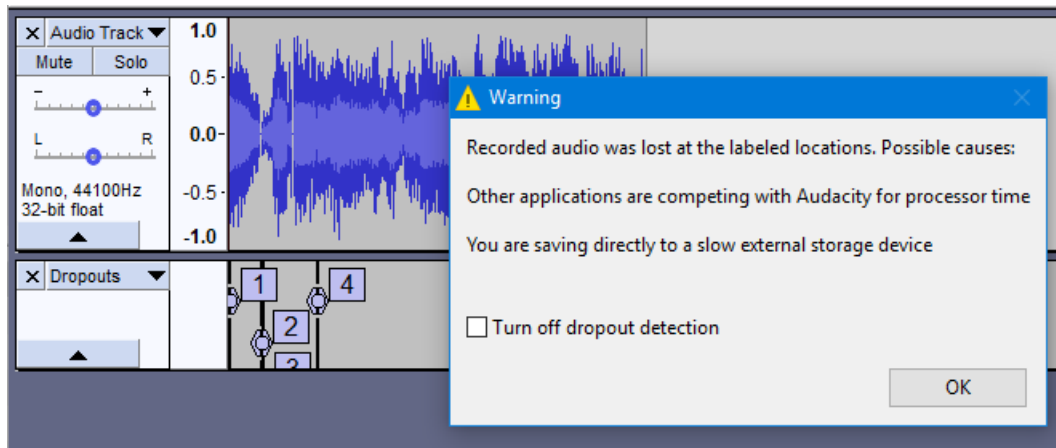 Audio Track
Mute Solo
- +
L R
Mono, 44100Hz
32-bit float
1.0
0.5
0.0
-0.5
-1.0
Warning
Recorded audio was lost at the labeled locations. Possible causes:
Other applications are competing with Audacity for processor time
You are saving directly to a slow external storage device
Turn off dropout detection
OK
Dropouts
1
4
2
3